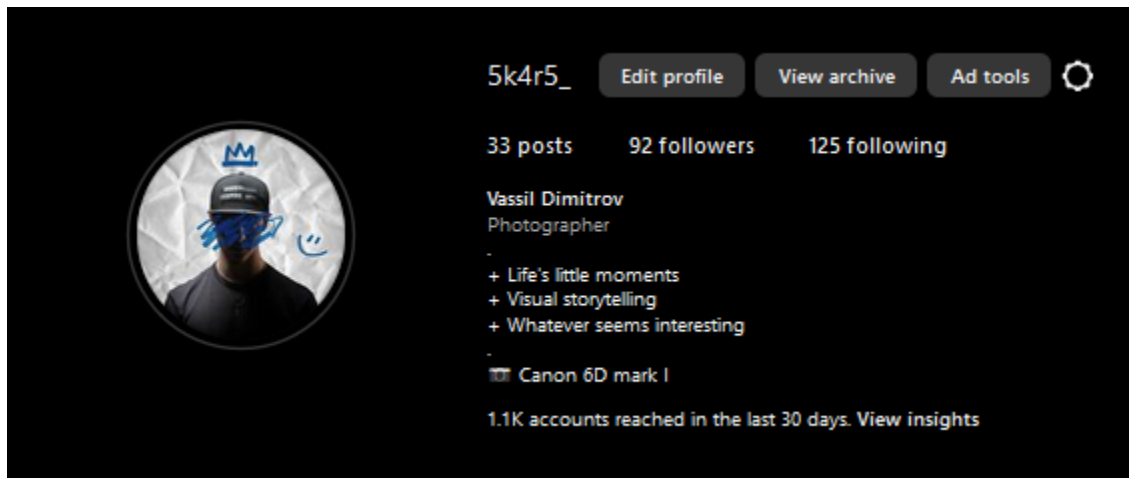 5k4r5_ Edit profile View archive Ad tools
33 posts 92 followers 125 following
Vassil Dimitrov
Photographer
.
+ Life's little moments
+ Visual storytelling
+ Whatever seems interesting
.
📷 Canon 6D mark I
1.1K accounts reached in the last 30 days. View insights